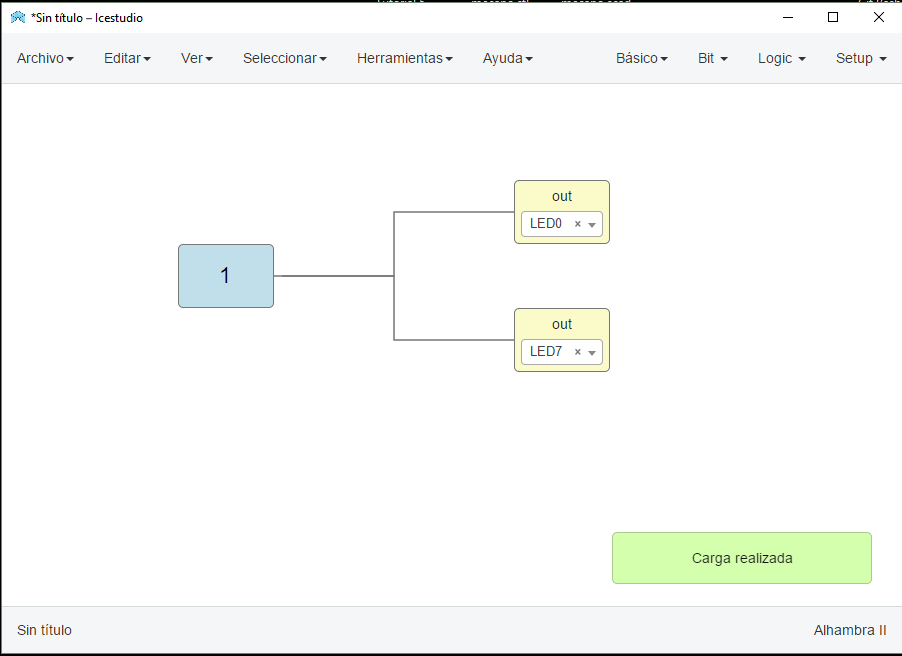 *Sin título – Icestudio
Archivo Editar Ver Seleccionar Herramientas Ayuda Básico Bit Logic Setup
out
LED0 ×
1
out
LED7 ×
Carga realizada
Sin título Alhambra II